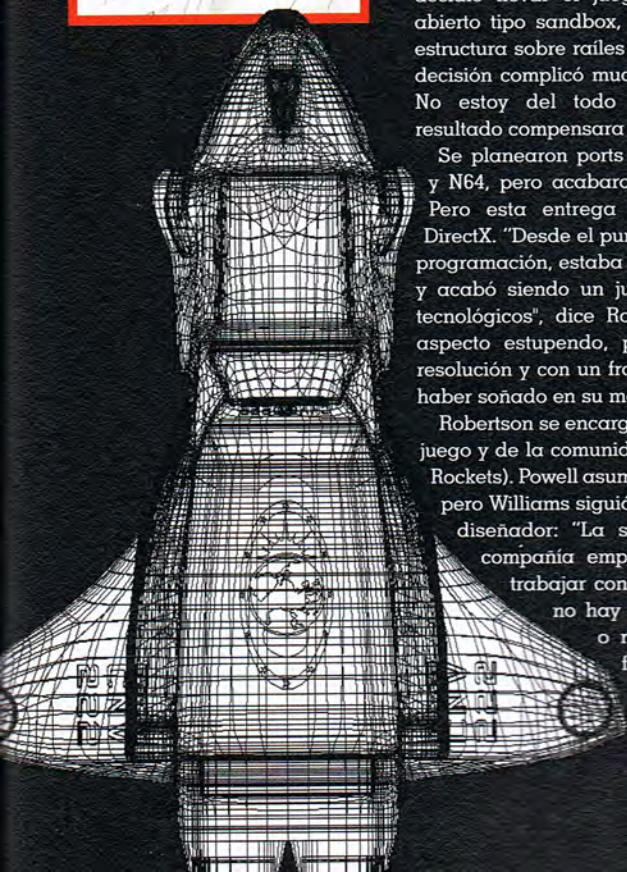 abierto tipo sandbox,
estructura sobre raíles
decisión complicó muc
No estoy del todo
resultado compensara
Se planearon ports
y N64, pero acabaro
Pero esta entrega
DirectX. “Desde el pun
programación, estaba
y acabó siendo un ju
tecnológicos", dice Ro
aspecto estupendo, p
resolución y con un fra
haber soñado en su mo
Robertson se encarg
juego y de la comunid
Rockets). Powell asum
pero Williams siguió
diseñador: “La s
compañía emp
trabajar con
no hay
o r
f